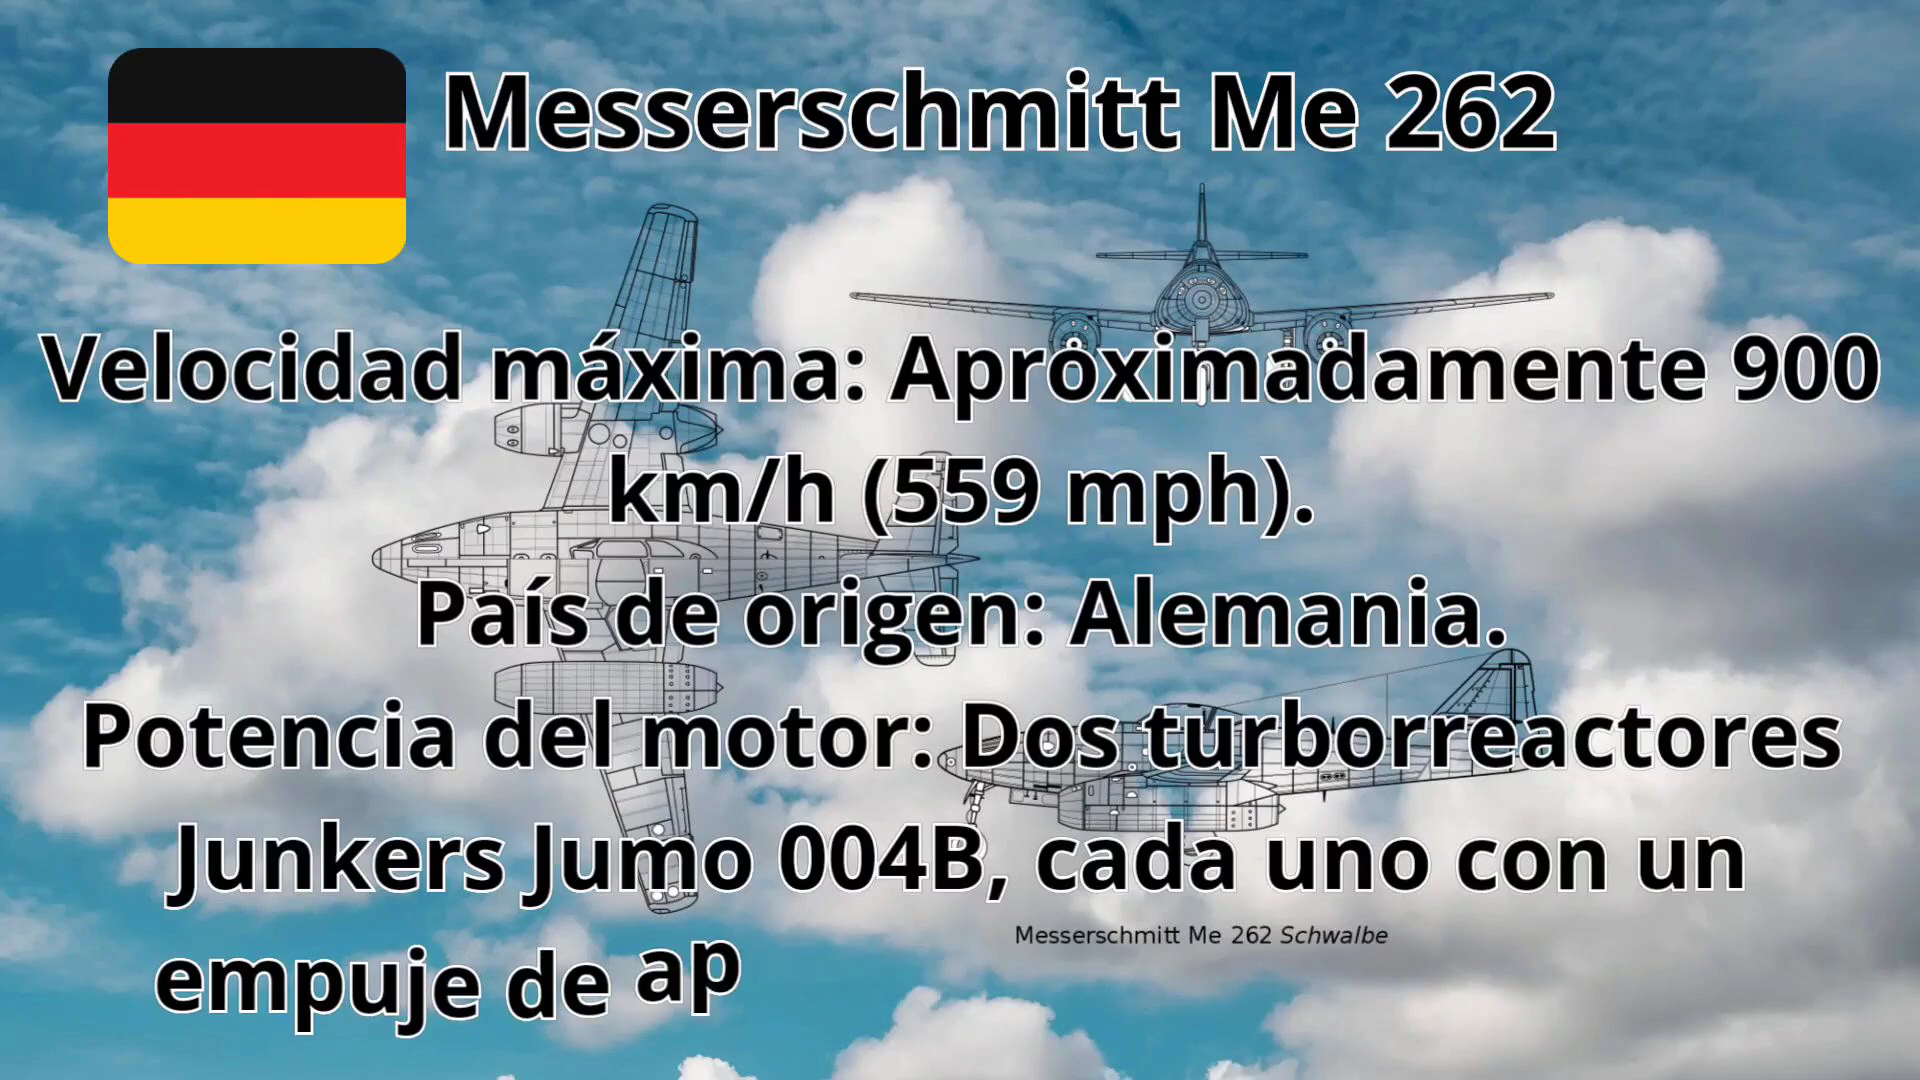 Messerschmitt Me 262
Velocidad máxima: Aproximadamente 900
km/h (559 mph).
País de origen: Alemania.
Potencia del motor: Dos turborreactores
Junkers Jumo 004B, cada uno con un
empuje de ap
Messerschmitt Me 262 Schwalbe